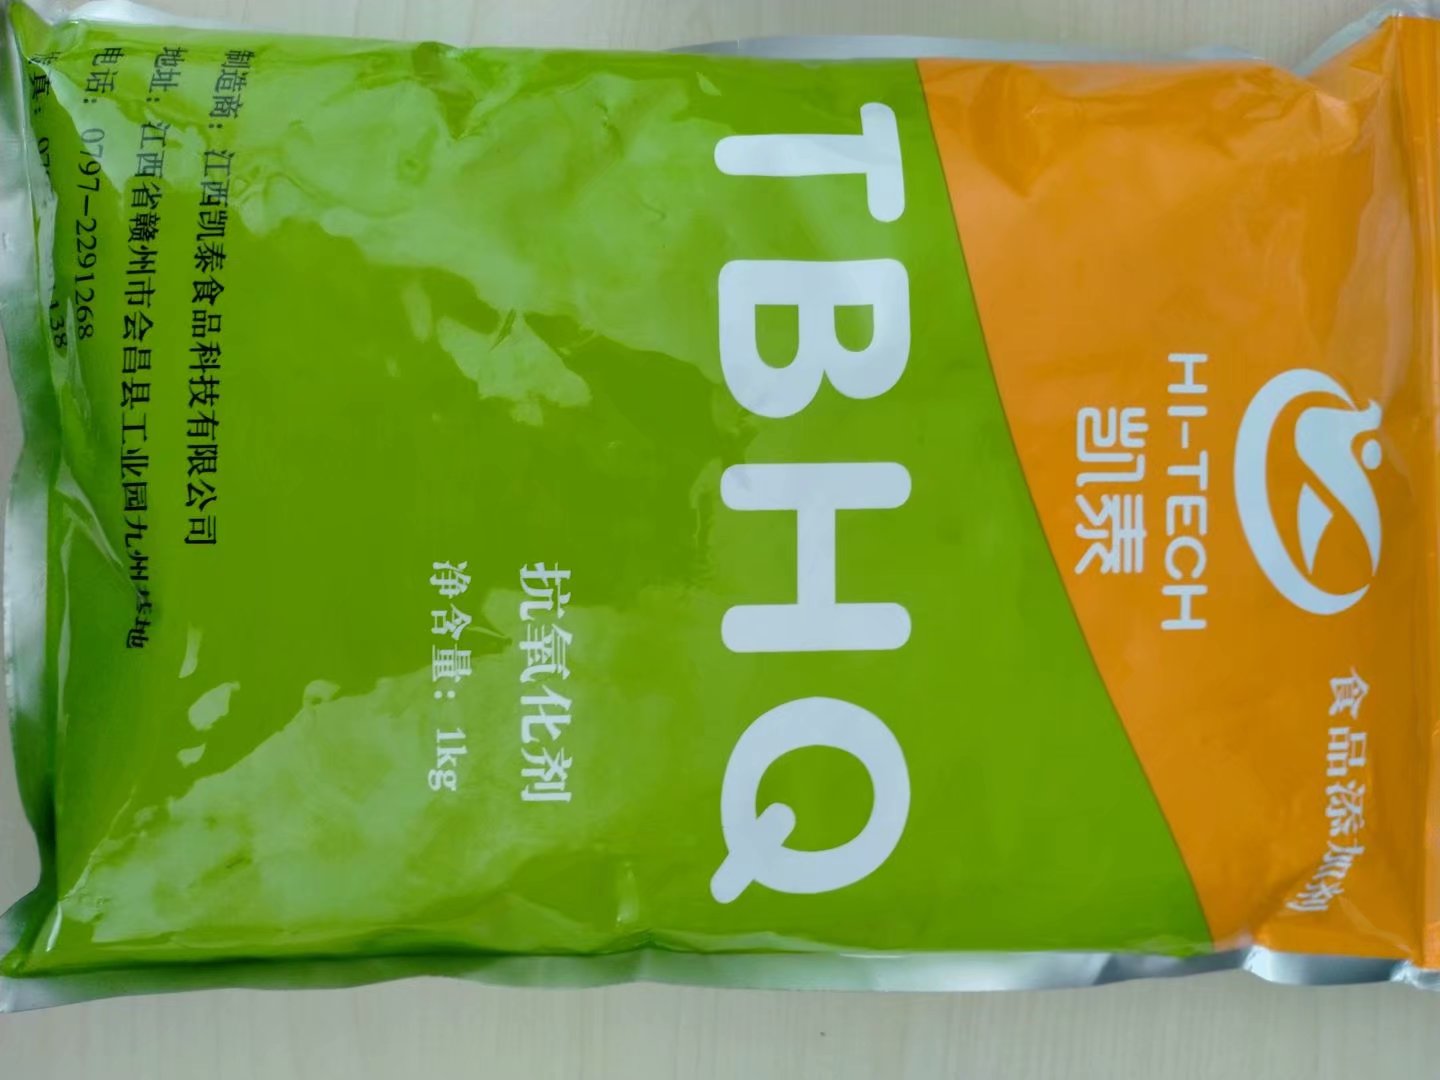 食品添加剂
HI-TECH
凯泰
TBHQ
抗氧化剂
净含量：1kg
制造商：江西凯泰食品科技有限公司
地址：江西省赣州市会昌县工业园九州基地
电话：0797-2291268
真：